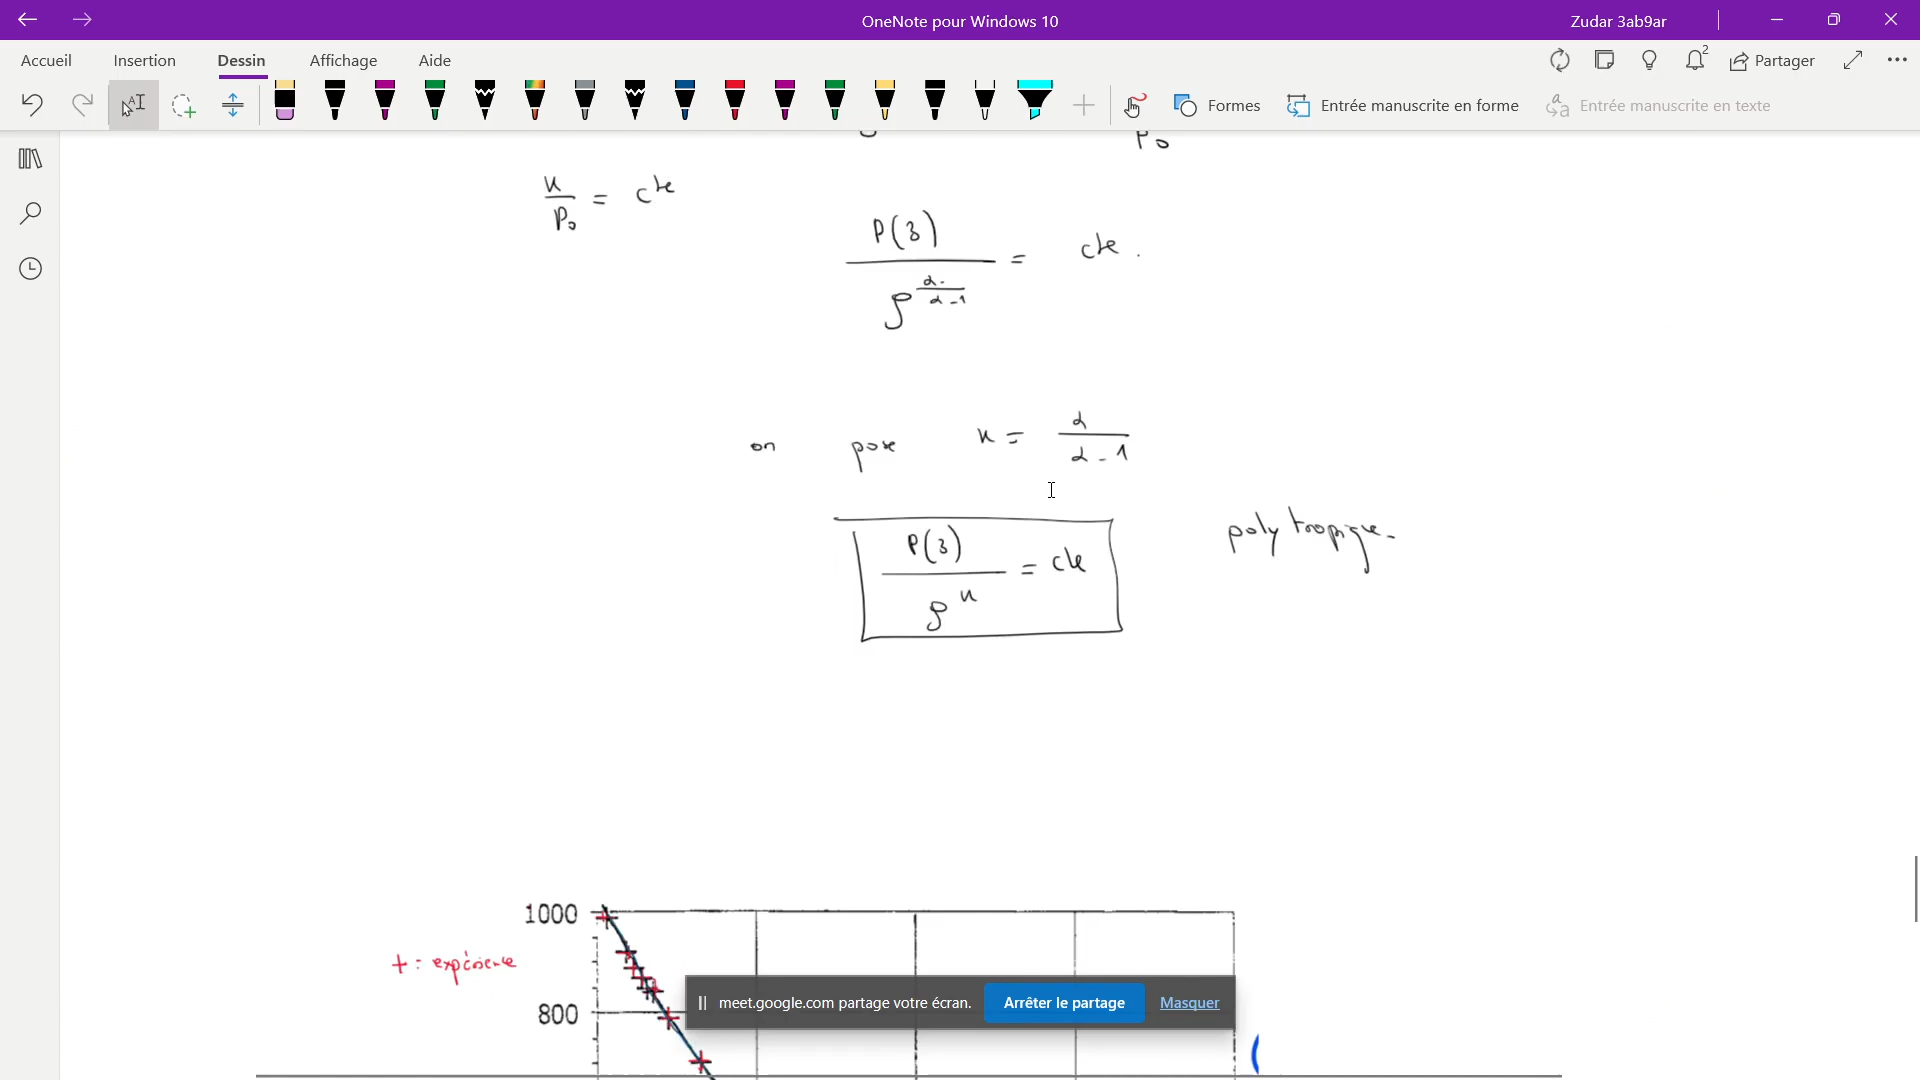 OneNote pour Windows 10
Zudar 3ab9ar
Accueil Insertion Dessin Affichage Aide
2
Partager
Formes Entrée manuscrite en forme Entrée manuscrite en texte
P0
K/P0 = cte
P(z)/ρ^(α/(α-1)) = cte.
on pose K = α/(α-1)
P(z)/ρ^K = cte
polytropique.
1000
+ : expérience
800
meet.google.com partage votre écran. Arrêter le partage Masquer
(